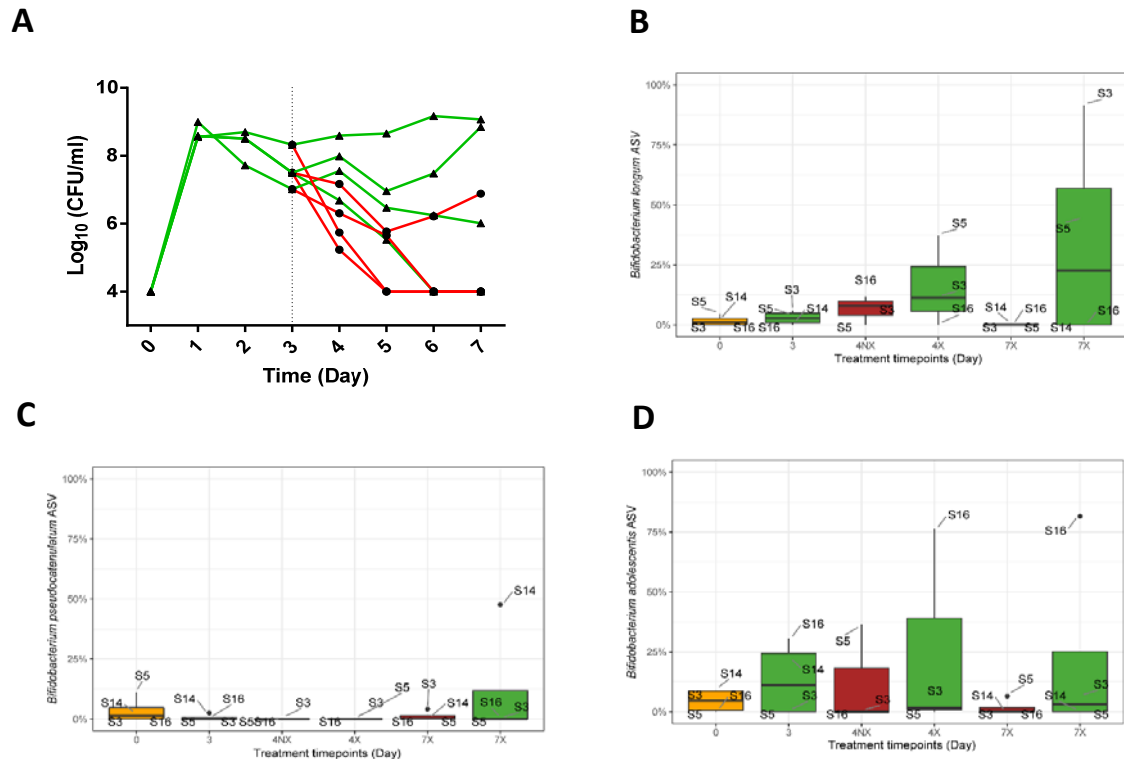 A
10
8
6
4
Log10 (CFU/ml)
0 1 2 3 4 5 6 7
Time (Day)
B
Bifidobacterium longum ASV
100%
75%
50%
25%
0%
S3
S5
S5
S3
S16
S5 S14
S3
S5 S14
S3
S16
S16
S14 S16
S3 S16 S16 S5 S3 S5 S14
0 3 4NX 4X 7X 7X
Treatment timepoints (Day)
C
Bifidobacterium pseudocatenulatum ASV
100%
75%
50%
25%
0%
S14
S5
S14
S14 S16
S3
S5
S3
S14
S16
S3 S16 S5 S3 S16 S16 S5 S5 S3
0 3 4NX 4X 7X 7X
Treatment timepoints (Day)
D
Bifidobacterium adolescentis ASV
100%
75%
50%
25%
0%
S16
S16
S16
S5
S14
S14
S3 S16
S3
S3
S3
S14
S5
S14
S3
S5 S5 S16 S5 S3 S16 S5
0 3 4NX 4X 7X 7X
Treatment timepoints (Day)